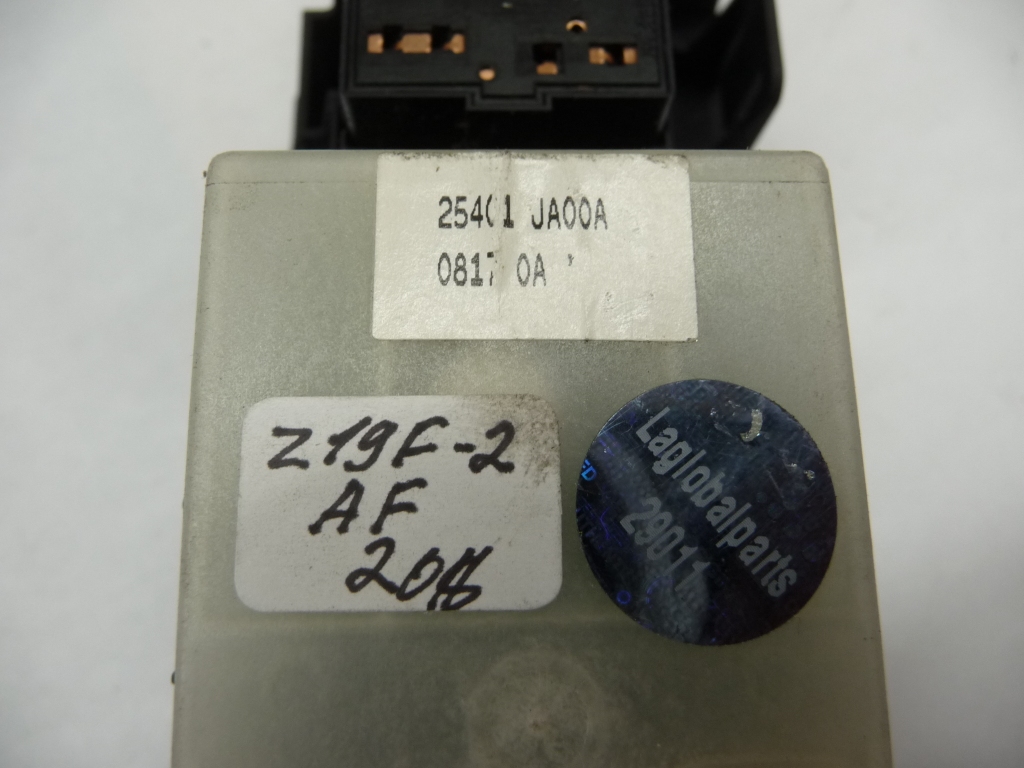 25401 JA00A
0817 0A
Z19F-2
AF
Laglobalparts
29011